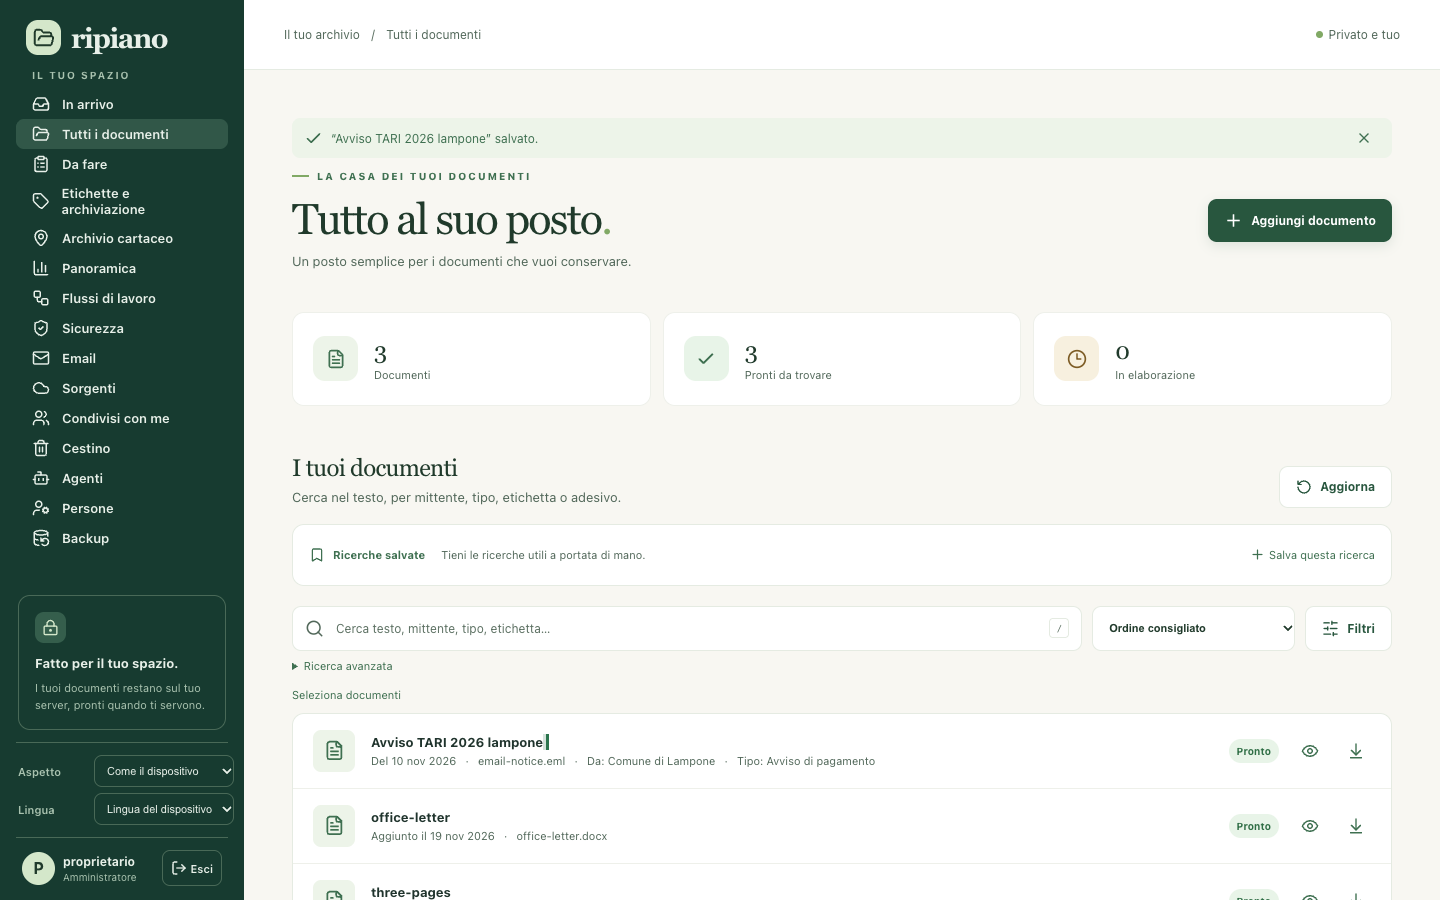 ripiano
IL TUO SPAZIO
In arrivo
Tutti i documenti
Da fare
Etichette e
archiviazione
Archivio cartaceo
Panoramica
Flussi di lavoro
Sicurezza
Email
Sorgenti
Condivisi con me
Cestino
Agenti
Persone
Backup
Fatto per il tuo spazio.
I tuoi documenti restano sul tuo
server, pronti quando ti servono.
Aspetto
Come il dispositivo
Lingua
Lingua del dispositivo
P
proprietario
Amministratore
Esci
Il tuo archivio / Tutti i documenti
Privato e tuo
“Avviso TARI 2026 lampone” salvato.
LA CASA DEI TUOI DOCUMENTI
Tutto al suo posto.
Un posto semplice per i documenti che vuoi conservare.
Aggiungi documento
3
Documenti
3
Pronti da trovare
0
In elaborazione
I tuoi documenti
Cerca nel testo, per mittente, tipo, etichetta o adesivo.
Aggiorna
Ricerche salvate Tieni le ricerche utili a portata di mano.
Salva questa ricerca
Cerca testo, mittente, tipo, etichetta...
/
Ordine consigliato
Filtri
Ricerca avanzata
Seleziona documenti
Avviso TARI 2026 lampone
Del 10 nov 2026 · email-notice.eml · Da: Comune di Lampone · Tipo: Avviso di pagamento
Pronto
office-letter
Aggiunto il 19 nov 2026 · office-letter.docx
Pronto
three-pages
Pronto